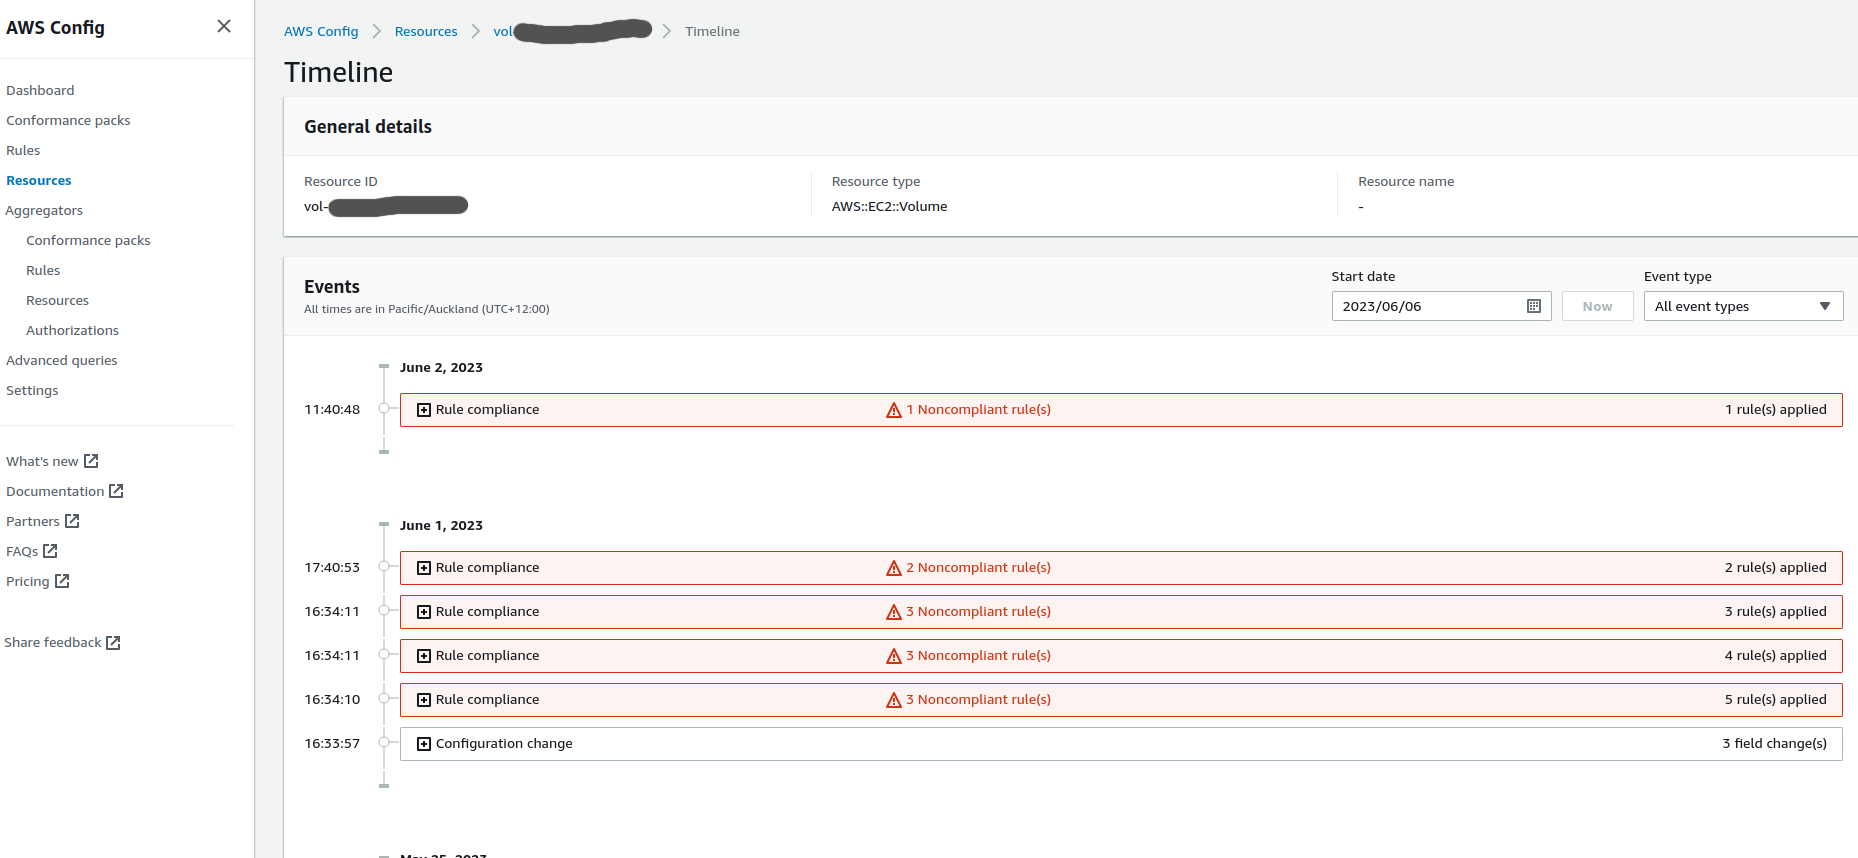 AWS Config
Dashboard
Conformance packs
Rules
Resources
Aggregators
Conformance packs
Rules
Resources
Authorizations
Advanced queries
Settings
What's new
Documentation
Partners
FAQs
Pricing
Share feedback
AWS Config > Resources > vol > Timeline
Timeline
General details
Resource ID
vol-
Resource type
AWS::EC2::Volume
Resource name
-
Events
All times are in Pacific/Auckland (UTC+12:00)
Start date
2023/06/06
Now
Event type
All event types
June 2, 2023
11:40:48 Rule compliance 1 Noncompliant rule(s) 1 rule(s) applied
June 1, 2023
17:40:53 Rule compliance 2 Noncompliant rule(s) 2 rule(s) applied
16:34:11 Rule compliance 3 Noncompliant rule(s) 3 rule(s) applied
16:34:11 Rule compliance 3 Noncompliant rule(s) 4 rule(s) applied
16:34:10 Rule compliance 3 Noncompliant rule(s) 5 rule(s) applied
16:33:57 Configuration change 3 field change(s)
May 25, 2023